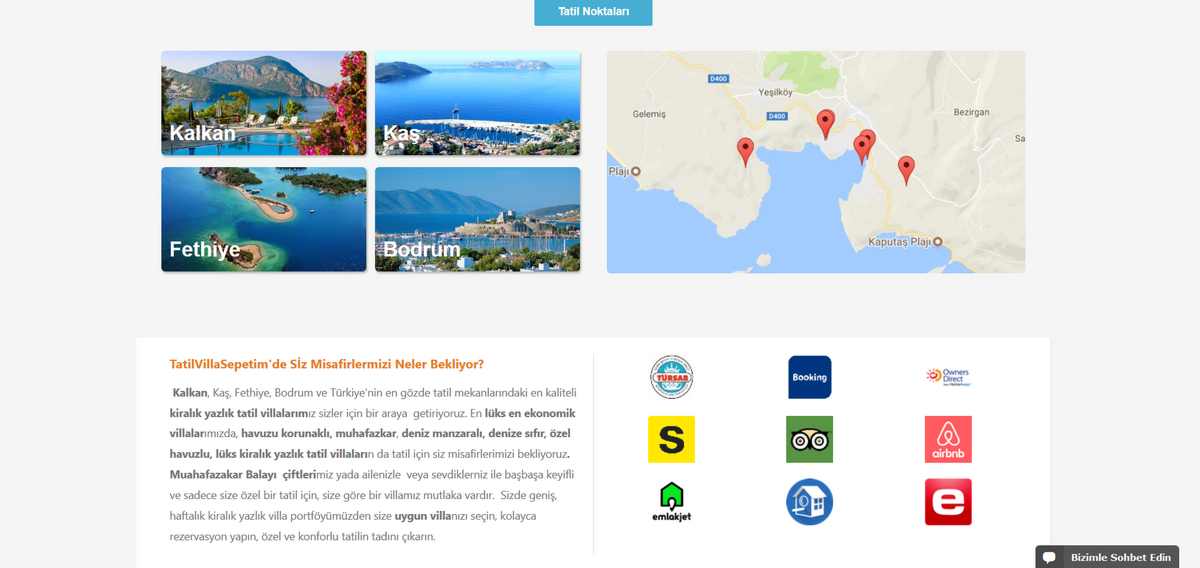 Tatil Noktaları
Kalkan
Kaş
Fethiye
Bodrum
D400
Yeşilköy
D400
Gelemiş
Bezirgan
Sa
Plajı
Kaputaş Plajı
TatilVillaSepetim'de Sİz Misafirlermizi Neler Bekliyor?
Kalkan, Kaş, Fethiye, Bodrum ve Türkiye'nin en gözde tatil mekanlarındaki en kaliteli
kiralık yazlık tatil villalarımız sizler için bir araya getiriyoruz. En lüks en ekonomik
villalarımızda, havuzu korunaklı, muhafazkar, deniz manzaralı, denize sıfır, özel
havuzlu, lüks kiralık yazlık tatil villaların da tatil için siz misafirlerimizi bekliyoruz.
Muahafazakar Balayı çiftlerimiz yada ailenizle veya sevdiklerniz ile başbaşa keyifli
ve sadece size özel bir tatil için, size göre bir villamız mutlaka vardır. Sizde geniş,
haftalık kiralık yazlık villa portföyümüzden size uygun villanızı seçin, kolayca
rezervasyon yapın, özel ve konforlu tatilin tadını çıkarın.
TÜRSAB
Booking
Owners
Direct
S
airbnb
emlakjet
e
Bizimle Sohbet Edin